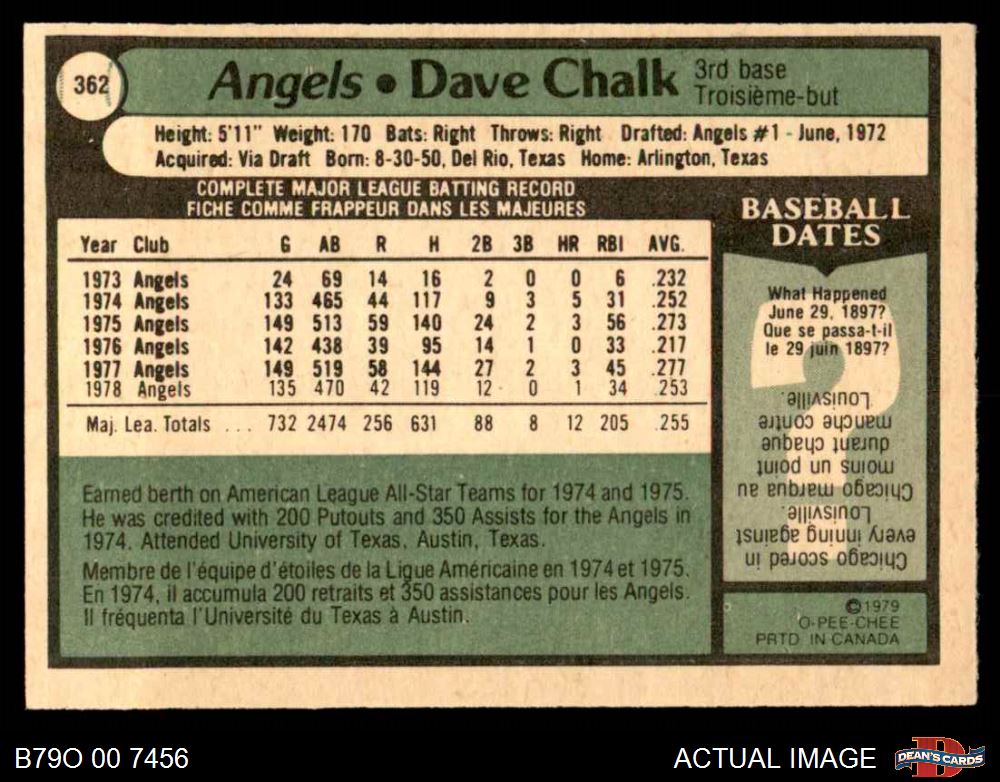 362
Angels • Dave Chalk
3rd base
Troisième-but
Height: 5'11" Weight: 170 Bats: Right Throws: Right Drafted: Angels #1 - June, 1972
Acquired: Via Draft Born: 8-30-50, Del Rio, Texas Home: Arlington, Texas
COMPLETE MAJOR LEAGUE BATTING RECORD
FICHE COMME FRAPPEUR DANS LES MAJEURES
Year Club G AB R H 2B 3B HR RBI AVG.
1973 Angels 24 69 14 16 2 0 0 6 .232
1974 Angels 133 465 44 117 9 3 5 31 .252
1975 Angels 149 513 59 140 24 2 3 56 .273
1976 Angels 142 438 39 95 14 1 0 33 .217
1977 Angels 149 519 58 144 27 2 3 45 .277
1978 Angels 135 470 42 119 12 0 1 34 .253
Maj. Lea. Totals ... 732 2474 256 631 88 8 12 205 .255
Earned berth on American League All-Star Teams for 1974 and 1975.
He was credited with 200 Putouts and 350 Assists for the Angels in
1974. Attended University of Texas, Austin, Texas.
Membre de l'équipe d'étoiles de la Ligue Américaine en 1974 et 1975.
En 1974, il accumula 200 retraits et 350 assistances pour les Angels.
Il fréquenta l'Université du Texas à Austin.
BASEBALL
DATES
What Happened
June 29, 1897?
Que se passa-t-il
le 29 juin 1897?
Chicago scored in
every inning against
Louisville.
Chicago marqua au
moins un point
durant chaque
manche contre
Louisville.
©1979
O-PEE-CHEE
PRTD IN CANADA
B79O 00 7456
ACTUAL IMAGE
D
DEAN'S CARDS